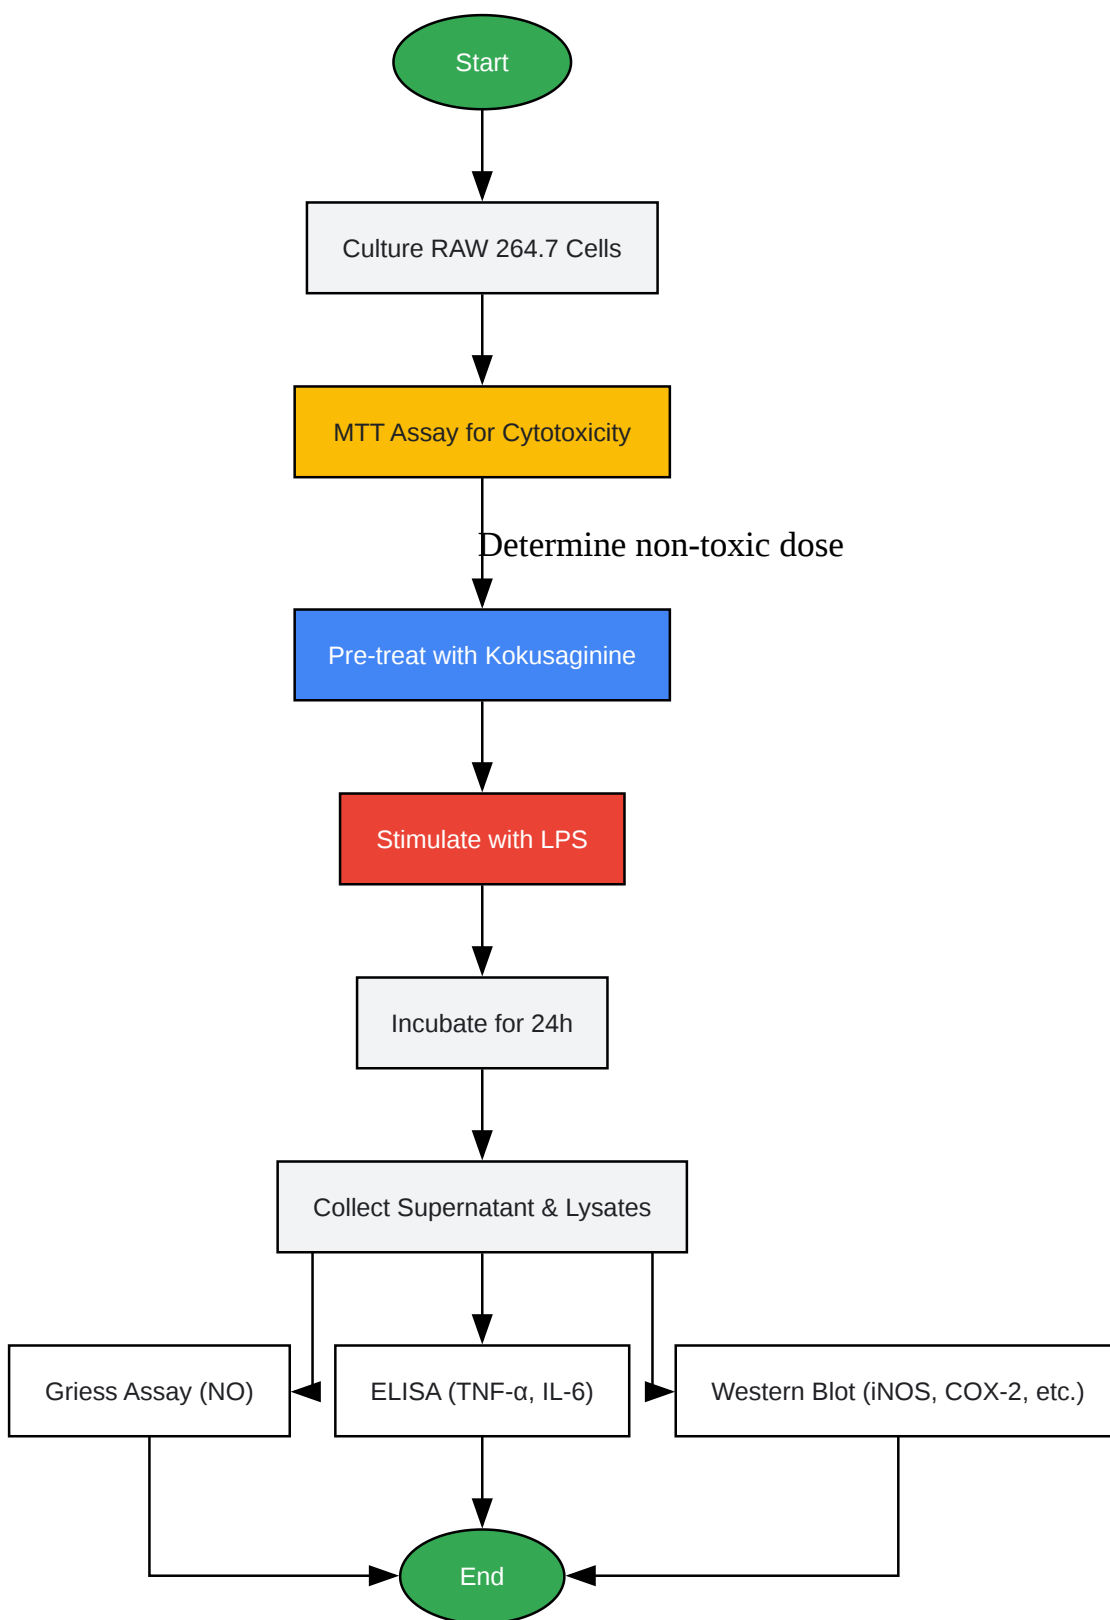 Start
Culture RAW 264.7 Cells
MTT Assay for Cytotoxicity
Determine non-toxic dose
Pre-treat with Kokusaginine
Stimulate with LPS
Incubate for 24h
Collect Supernatant & Lysates
Griess Assay (NO)
ELISA (TNF-α, IL-6)
Western Blot (iNOS, COX-2, etc.)
End